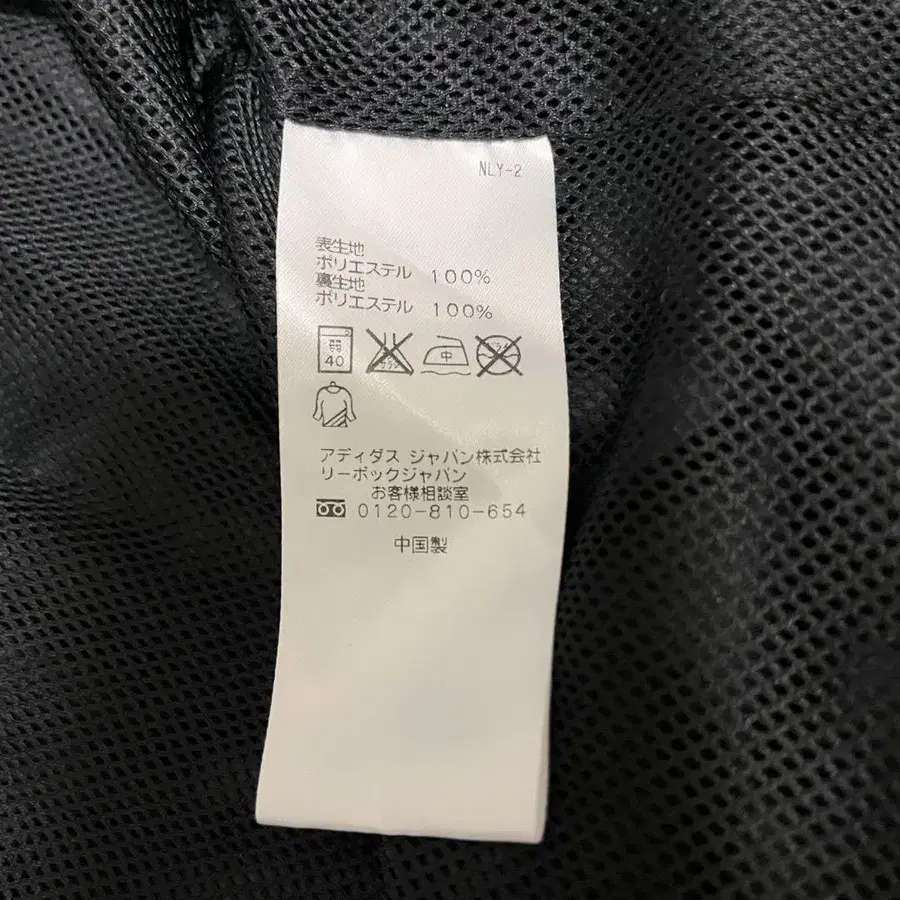 NLY-2
表生地
ポリエステル 100%
裏生地
ポリエステル 100%
40 中
アディダス ジャパン株式会社
リーボックジャパン
お客様相談室
0120-810-654
中国製